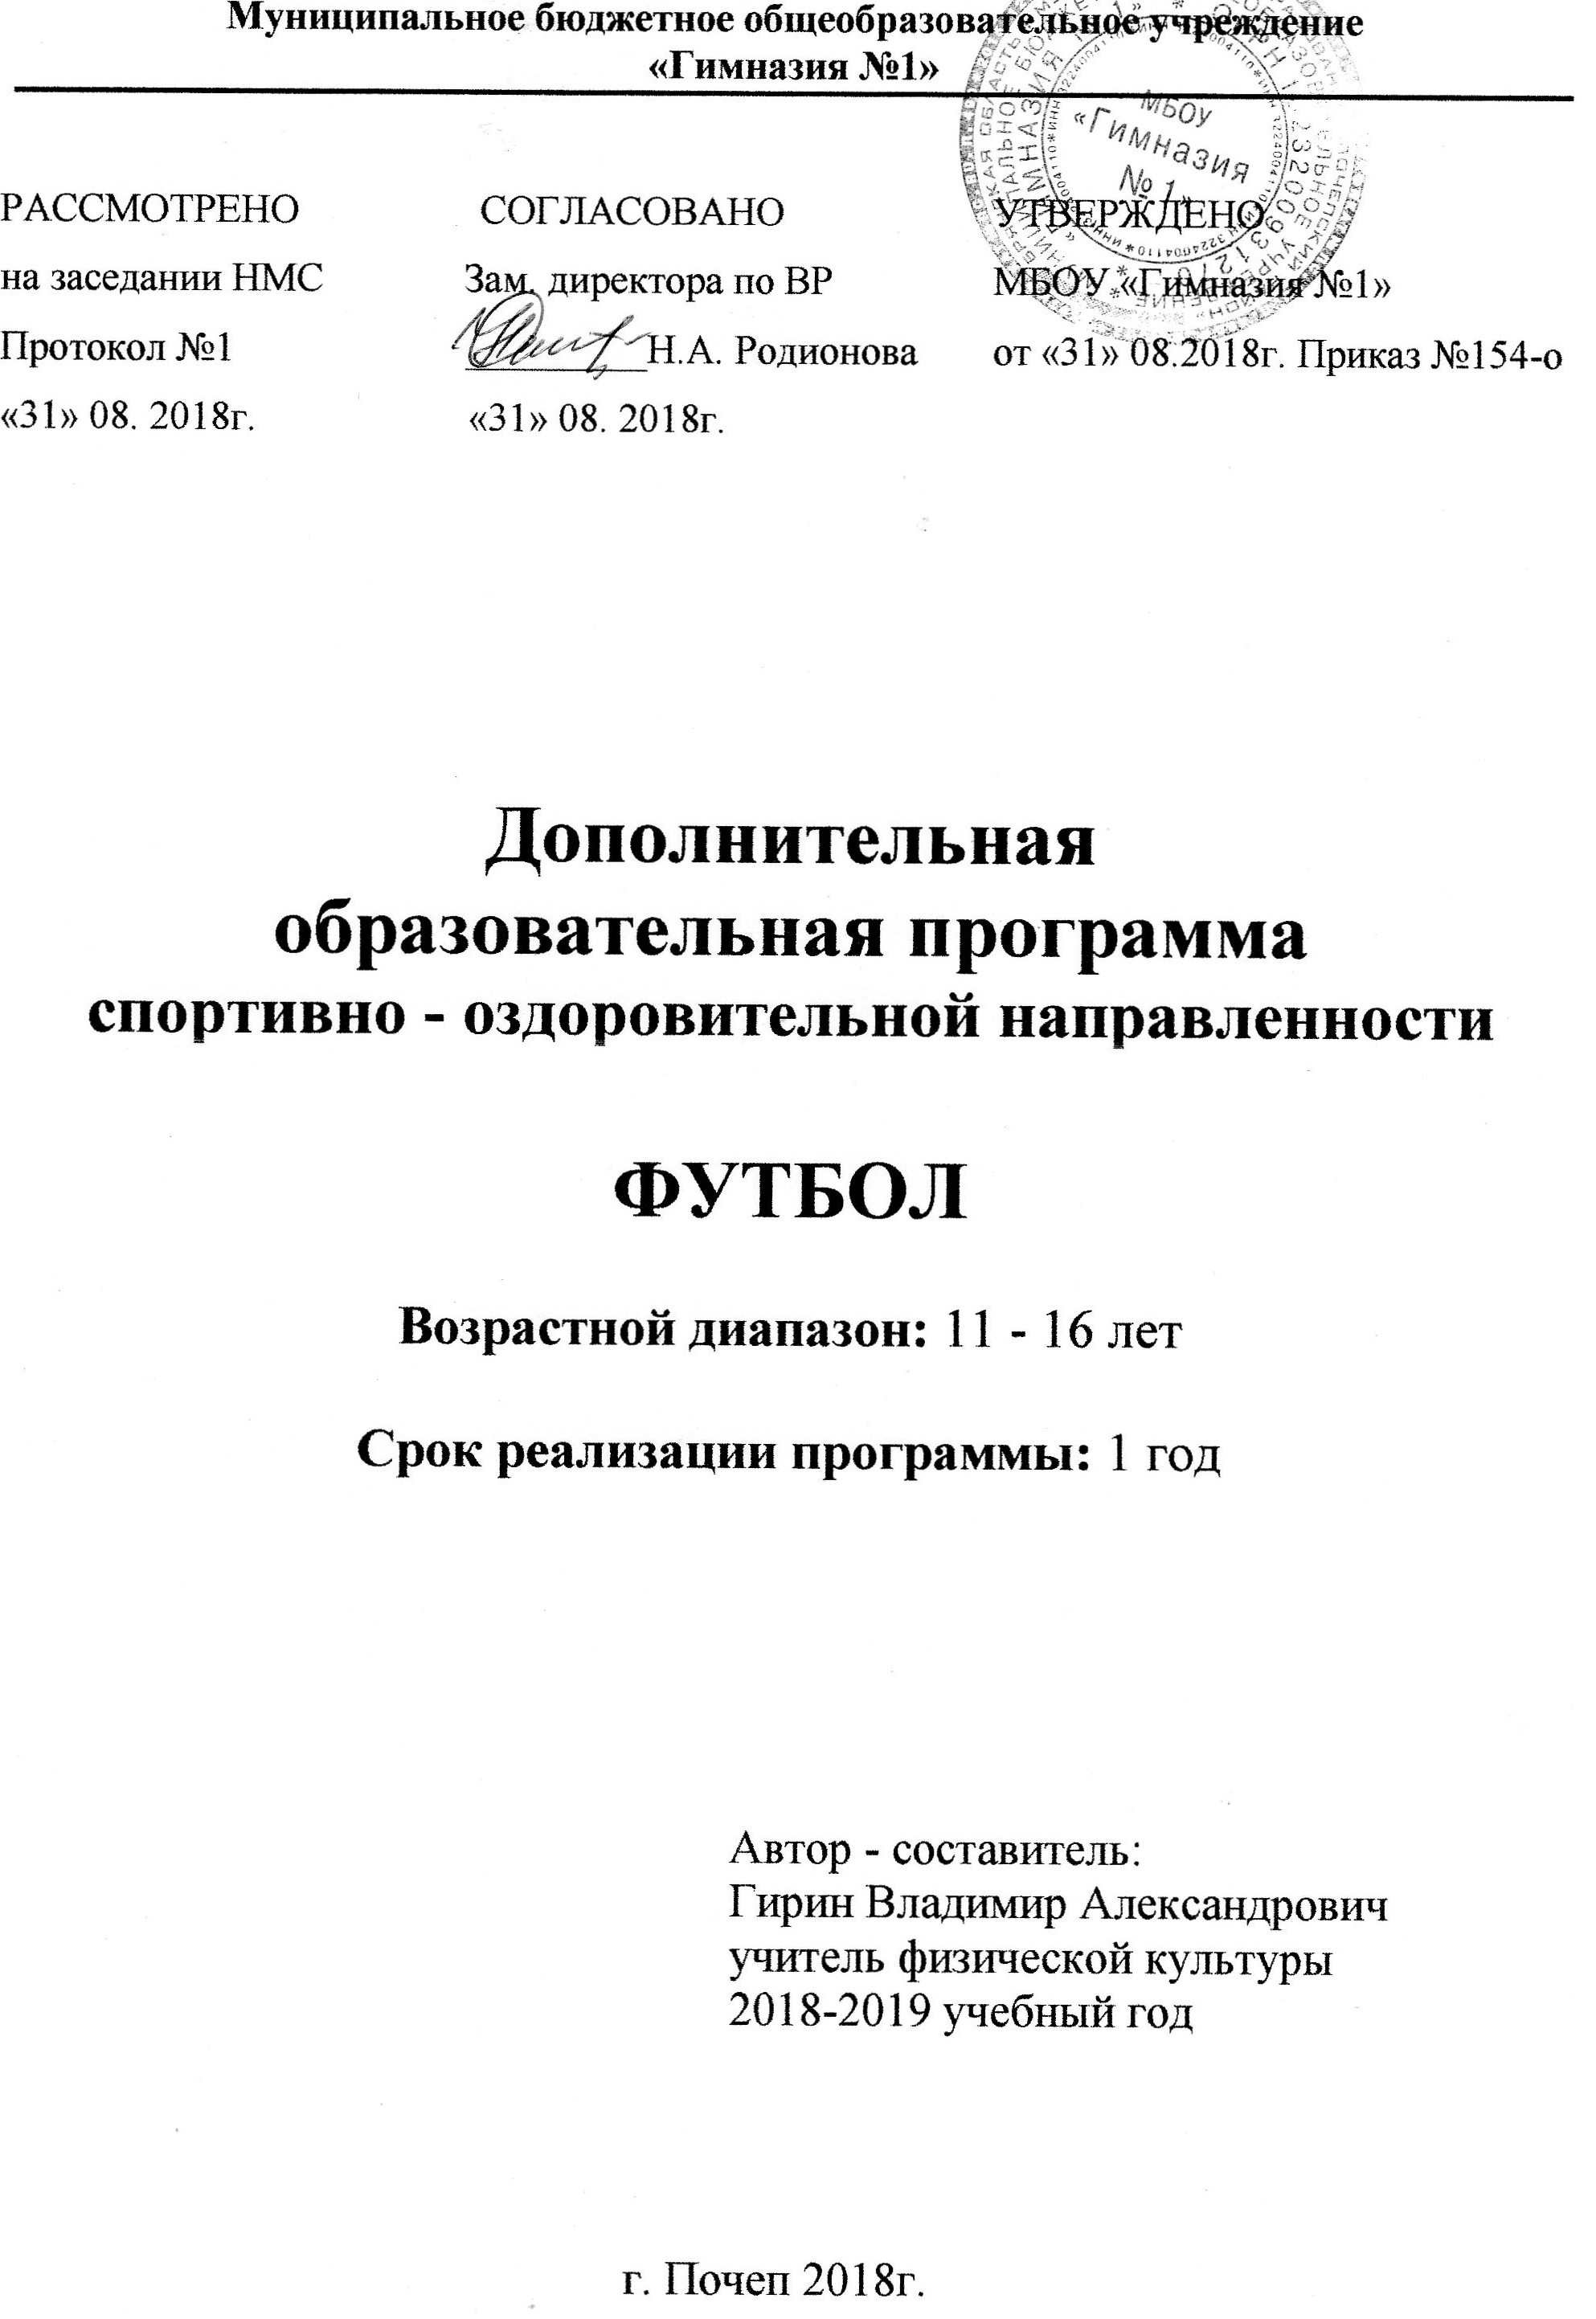 Муниципальное бюджетное общеобразовательное учреждение
«Гимназия №1»
МБОУ
«Гимназия
№1»
РАССМОТРЕНО
на заседании НМС
Протокол №1
«31» 08. 2018г.
СОГЛАСОВАНО
Зам. директора по ВР
Н.А. Родионова
«31» 08. 2018г.
УТВЕРЖДЕНО
МБОУ «Гимназия №1»
от «31» 08.2018г. Приказ №154-о
Дополнительная
образовательная программа
спортивно - оздоровительной направленности
ФУТБОЛ
Возрастной диапазон: 11 - 16 лет
Срок реализации программы: 1 год
Автор - составитель:
Гирин Владимир Александрович
учитель физической культуры
2018-2019 учебный год
г. Почеп 2018г.